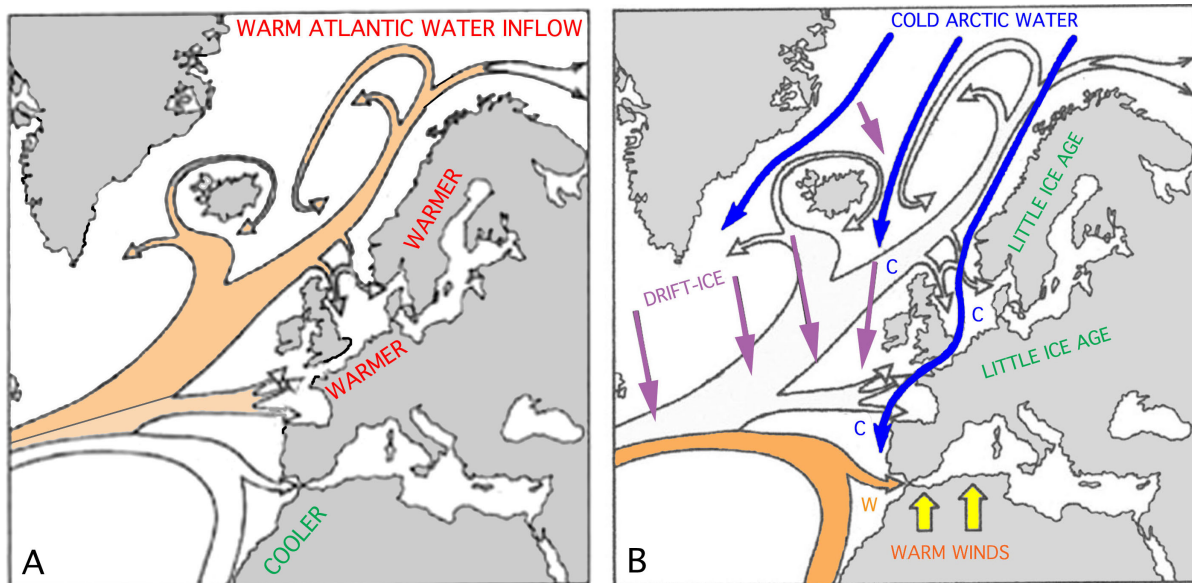 WARM ATLANTIC WATER INFLOW
WARMER
WARMER
COOLER
A
COLD ARCTIC WATER
LITTLE ICE AGE
C
DRIFT-ICE
C
LITTLE ICE AGE
C
W
WARM WINDS
B